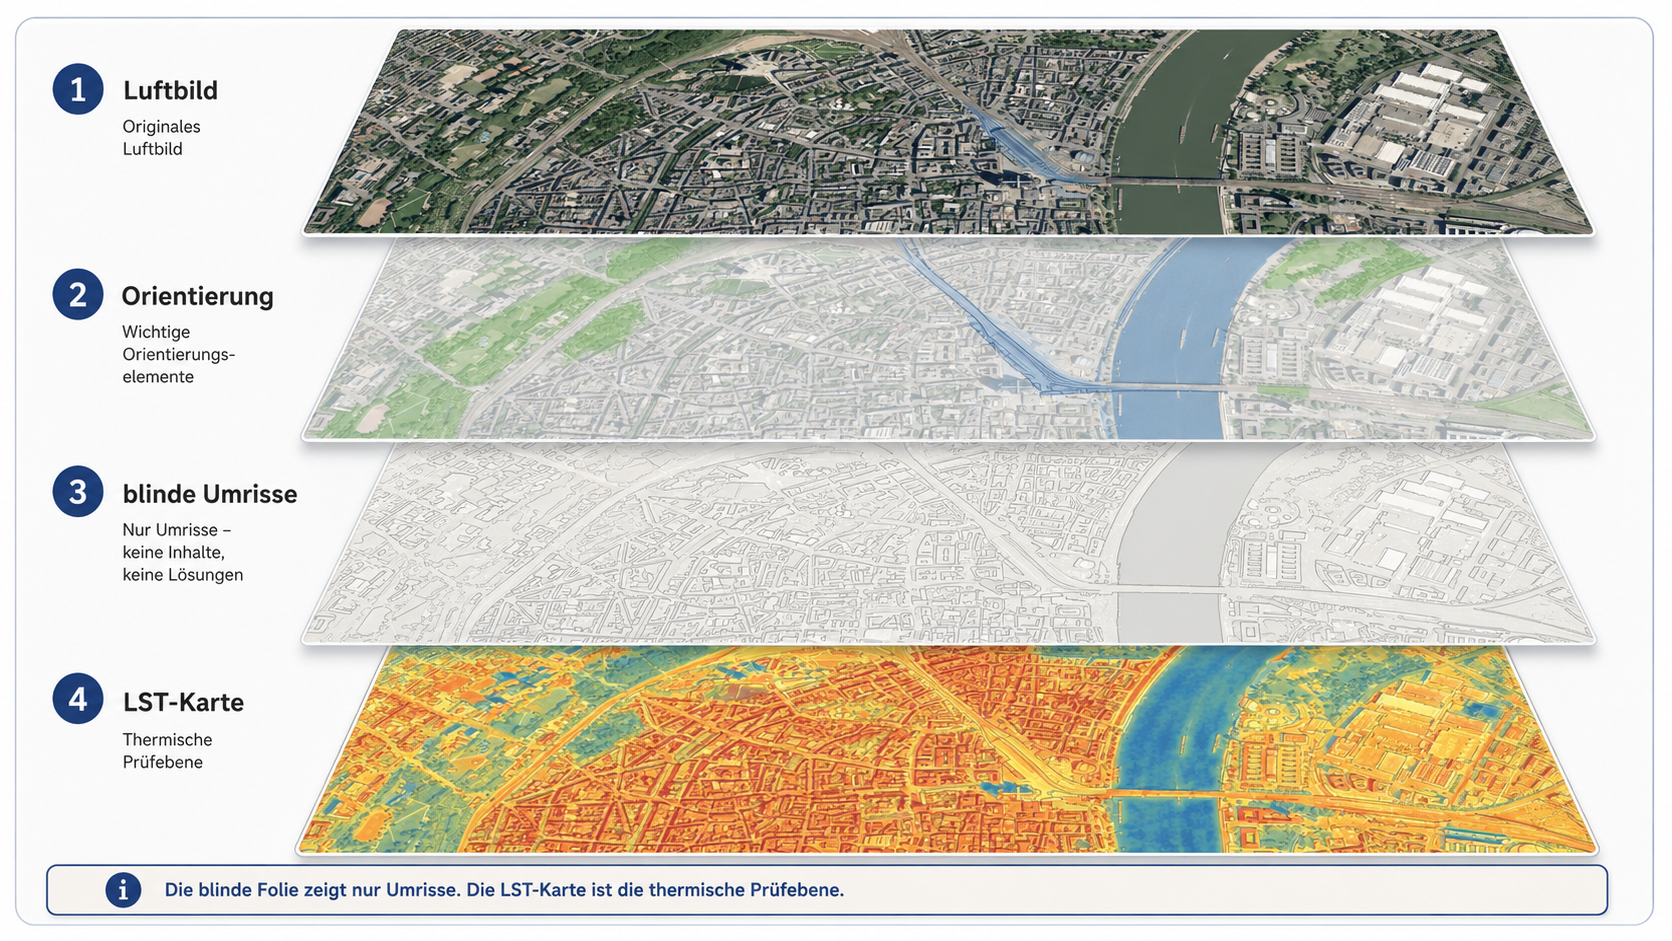 1
Luftbild
Originales
Luftbild
2
Orientierung
Wichtige
Orientierungs-
elemente
3
blinde Umrisse
Nur Umrisse –
keine Inhalte,
keine Lösungen
4
LST-Karte
Thermische
Prüfebene
i
Die blinde Folie zeigt nur Umrisse. Die LST-Karte ist die thermische Prüfebene.